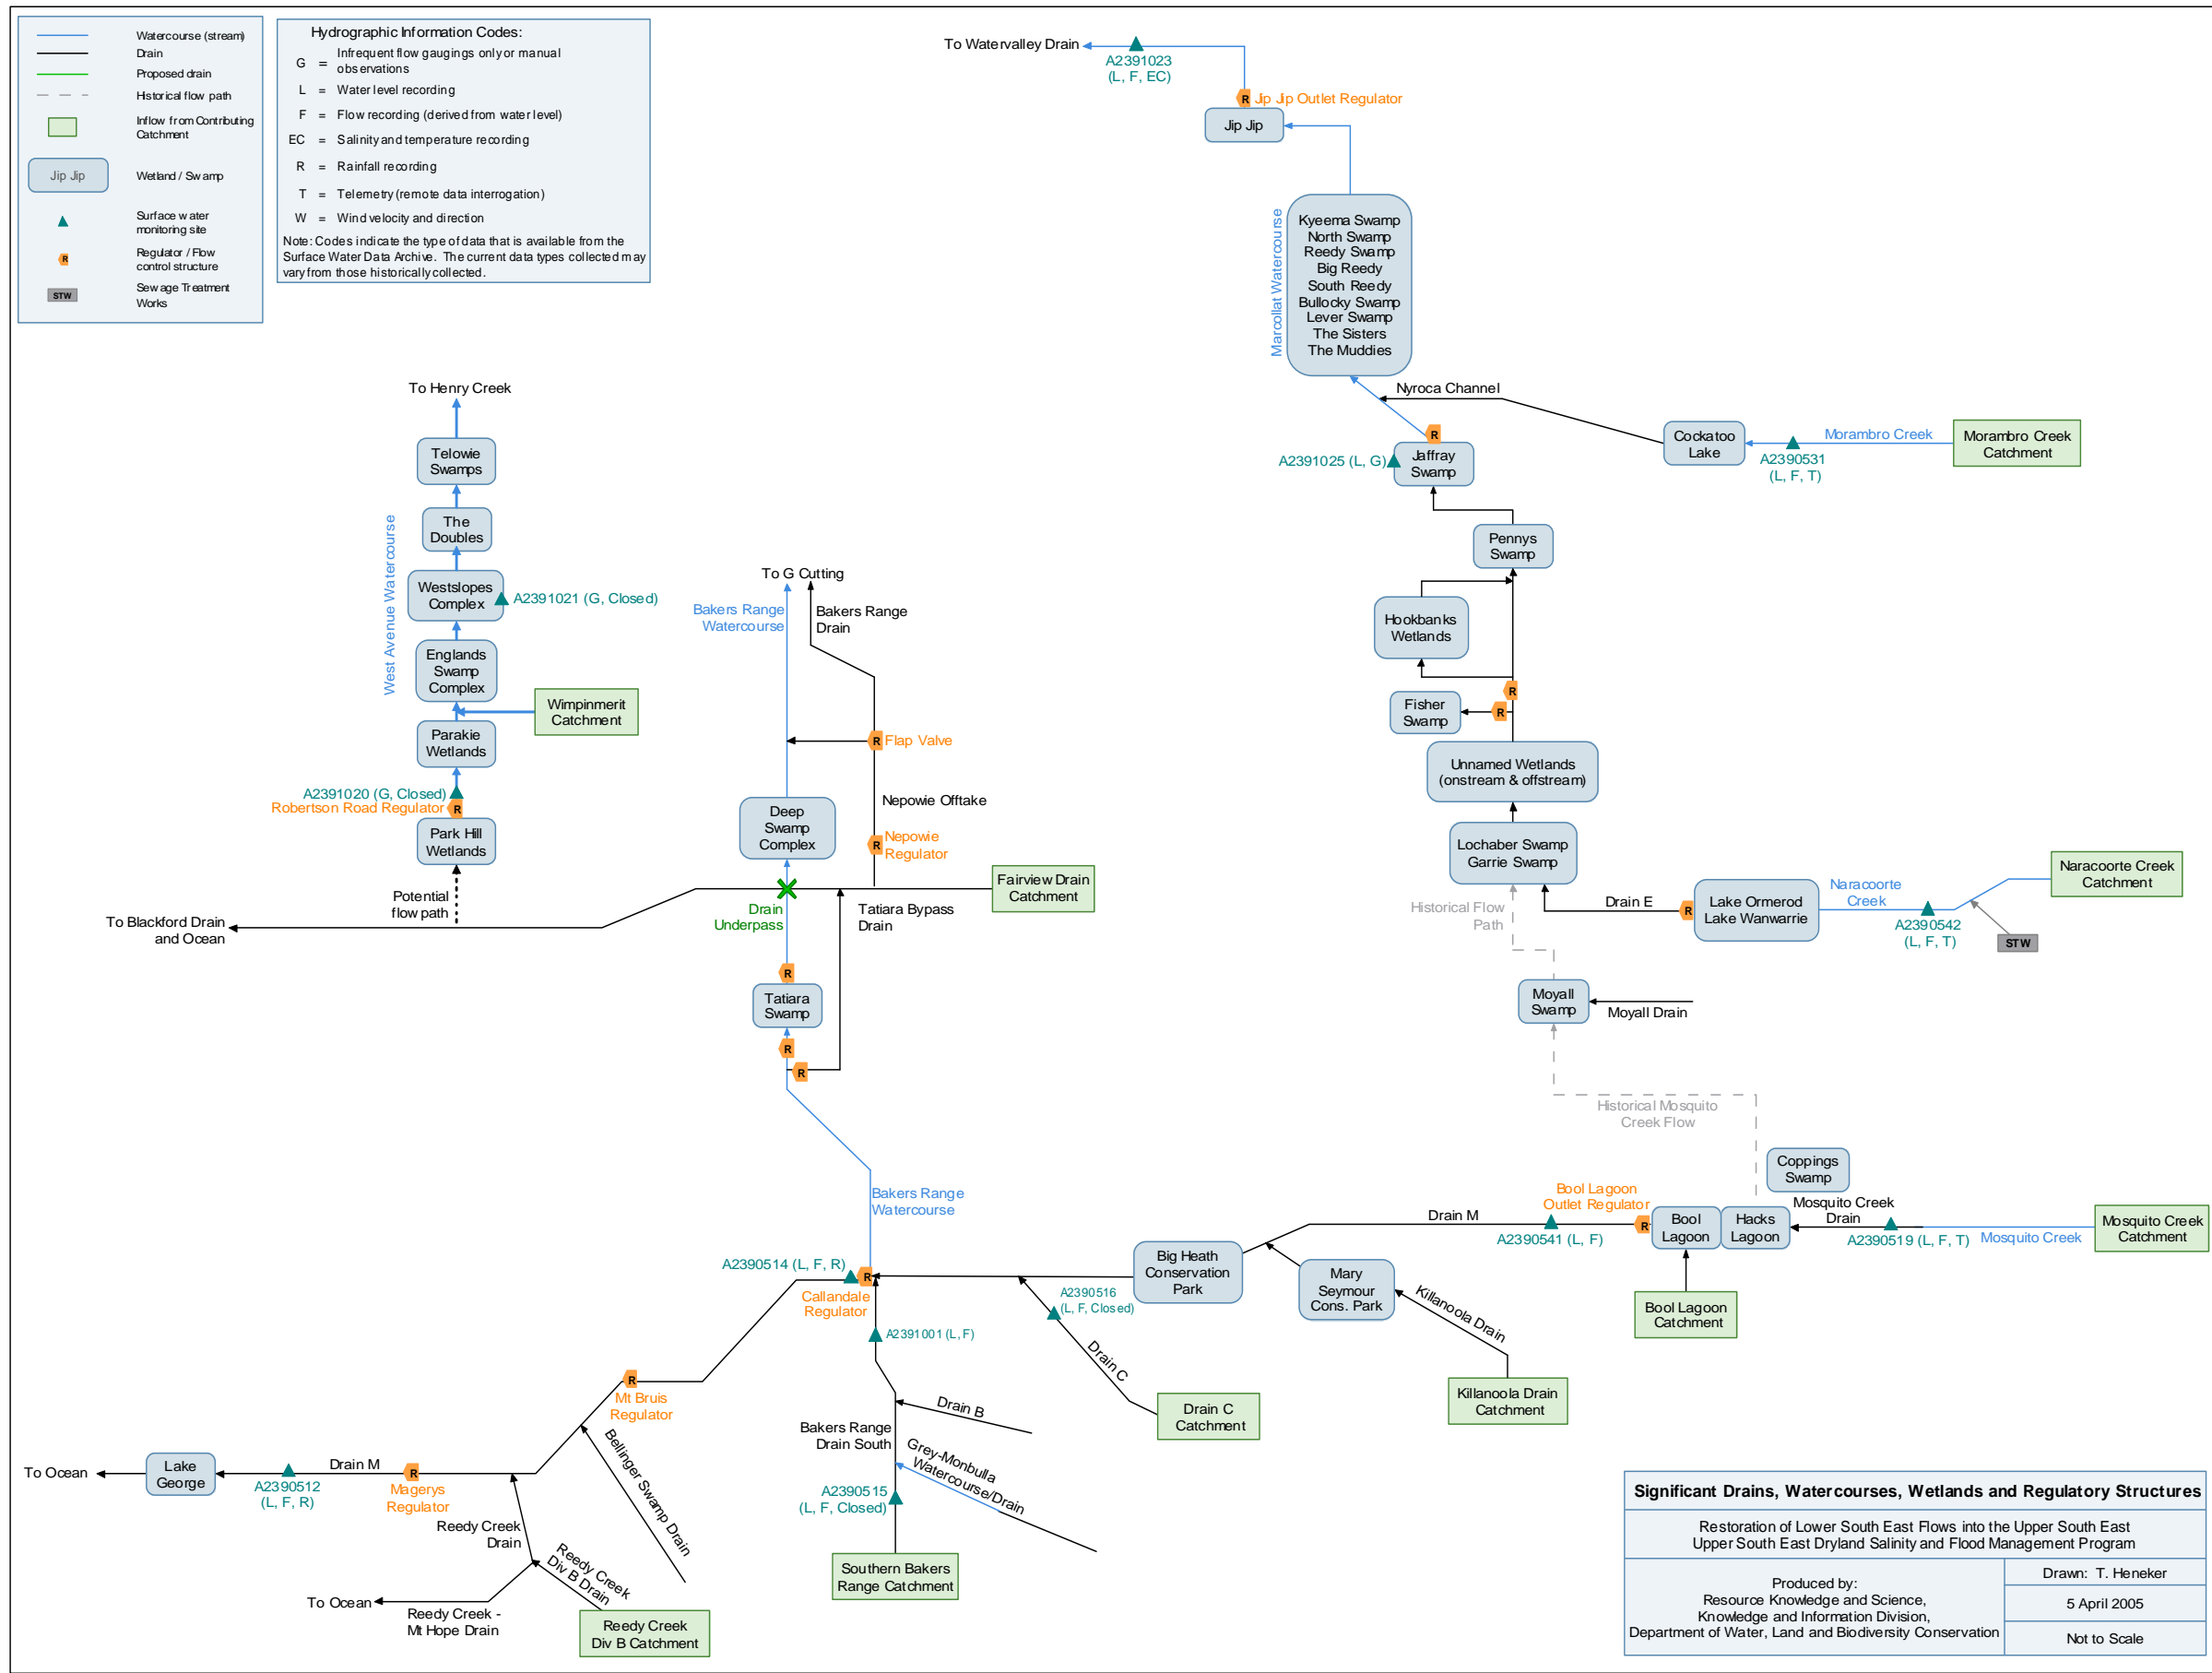 Watercourse (stream)
Drain
Proposed drain
Historical flow path
Inflow from Contributing
Catchment
Jip Jip
Wetland / Swamp
Surface water
monitoring site
R
Regulator / Flow
control structure
STW
Sewage Treatment
Works
Hydrographic Information Codes:
G = Infrequent flow gaugings only or manual
observations
L = Water level recording
F = Flow recording (derived from water level)
EC = Salinity and temperature recording
R = Rainfall recording
T = Telemetry (remote data interrogation)
W = Wind velocity and direction
Note: Codes indicate the type of data that is available from the
Surface Water Data Archive. The current data types collected may
vary from those historically collected.
To Watervalley Drain
A2391023
(L, F, EC)
R
Jip Jip Outlet Regulator
Jip Jip
Marcollat Watercourse
Kyeema Swamp
North Swamp
Reedy Swamp
Big Reedy
South Reedy
Bullocky Swamp
Lever Swamp
The Sisters
The Muddies
Nyroca Channel
R
Jaffray
Swamp
A2391025 (L, G)
Cockatoo
Lake
Morambro Creek
A2390531
(L, F, T)
Morambro Creek
Catchment
Pennys
Swamp
Hookbanks
Wetlands
R
Fisher
Swamp
R
Unnamed Wetlands
(onstream & offstream)
Lochaber Swamp
Garrie Swamp
Historical Flow
Path
Drain E
R
Lake Ormerod
Lake Wanwarrie
Naracoorte
Creek
A2390542
(L, F, T)
Naracoorte Creek
Catchment
STW
Moyall
Swamp
Moyall Drain
Historical Mosquito
Creek Flow
Coppings
Swamp
To Henry Creek
Telowie
Swamps
The
Doubles
West Avenue Watercourse
Westslopes
Complex
A2391021 (G, Closed)
Englands
Swamp
Complex
Wimpinmerit
Catchment
Parakie
Wetlands
A2391020 (G, Closed)
Robertson Road Regulator
R
Park Hill
Wetlands
Potential
flow path
To Blackford Drain
and Ocean
To G Cutting
Bakers Range
Watercourse
Bakers Range
Drain
R
Flap Valve
Nepowie Offtake
Deep
Swamp
Complex
R
Nepowie
Regulator
Fairview Drain
Catchment
Drain
Underpass
Tatiara Bypass
Drain
R
Tatiara
Swamp
R
R
Bakers Range
Watercourse
A2390514 (L, F, R)
R
Callandale
Regulator
A2391001 (L, F)
A2390516
(L, F, Closed)
Drain C
Drain C
Catchment
Big Heath
Conservation
Park
Drain M
Mary
Seymour
Cons. Park
Killanoola Drain
Killanoola Drain
Catchment
Bool Lagoon
Outlet Regulator
R
A2390541 (L, F)
Bool
Lagoon
Hacks
Lagoon
Bool Lagoon
Catchment
Mosquito Creek
Drain
A2390519 (L, F, T)
Mosquito Creek
Mosquito Creek
Catchment
R
Mt Bruis
Regulator
Bellinger Swamp Drain
Bakers Range
Drain South
Drain B
Grey-Monbulla
Watercourse/Drain
A2390515
(L, F, Closed)
Southern Bakers
Range Catchment
To Ocean
Lake
George
A2390512
(L, F, R)
Drain M
R
Magerys
Regulator
Reedy Creek
Drain
Reedy Creek
Div B Drain
To Ocean
Reedy Creek -
Mt Hope Drain
Reedy Creek
Div B Catchment
Significant Drains, Watercourses, Wetlands and Regulatory Structures
Restoration of Lower South East Flows into the Upper South East
Upper South East Dryland Salinity and Flood Management Program
Produced by:
Resource Knowledge and Science,
Knowledge and Information Division,
Department of Water, Land and Biodiversity Conservation
Drawn: T. Heneker
5 April 2005
Not to Scale